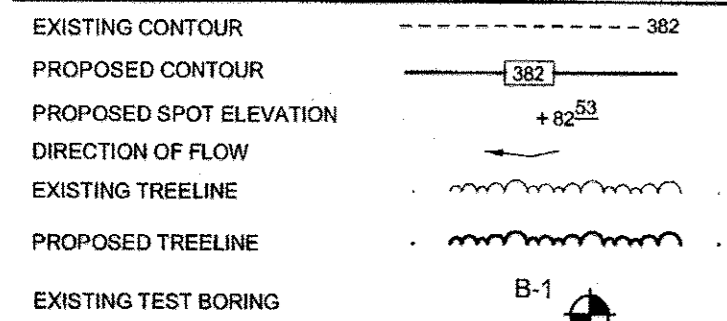 EXISTING CONTOUR 382
PROPOSED CONTOUR 382
PROPOSED SPOT ELEVATION +82 53
DIRECTION OF FLOW
EXISTING TREELINE
PROPOSED TREELINE
EXISTING TEST BORING B-1